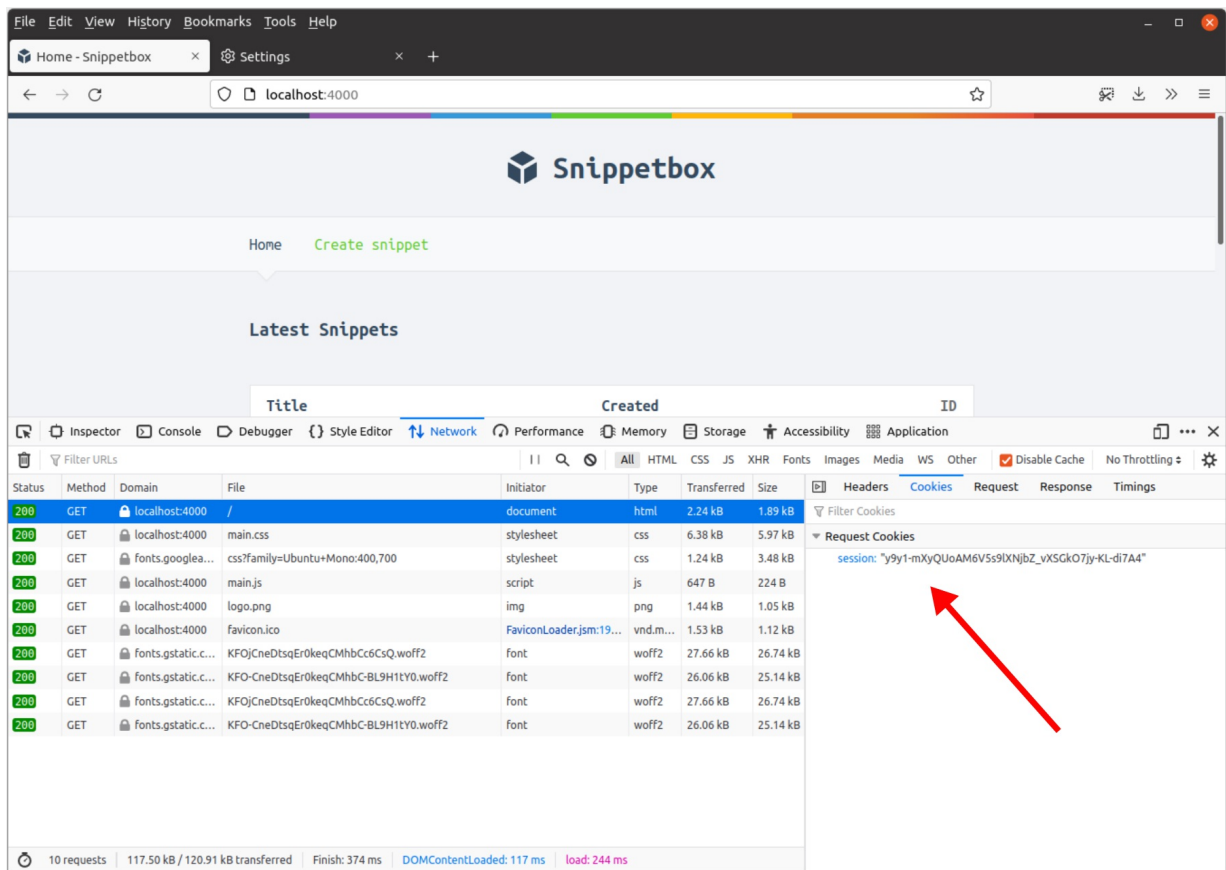 File Edit View History Bookmarks Tools Help
Home - Snippetbox × Settings × +
localhost:4000
Snippetbox
Home Create snippet
Latest Snippets
Title Created ID
Inspector Console Debugger {} Style Editor Network Performance Memory Storage Accessibility Application
Filter URLs All HTML CSS JS XHR Fonts Images Media WS Other Disable Cache No Throttling
Status Method Domain File Initiator Type Transferred Size Headers Cookies Request Response Timings
200 GET localhost:4000 / document html 2.24 kB 1.89 kB Filter Cookies
200 GET localhost:4000 main.css stylesheet css 6.38 kB 5.97 kB Request Cookies
200 GET fonts.googlea... css?family=Ubuntu+Mono:400,700 stylesheet css 1.24 kB 3.48 kB session: "y9y1-mXyQUoAM6V5s9lXNjbZ_vXSGkO7jy-KL-di7A4"
200 GET localhost:4000 main.js script js 647 B 224 B
200 GET localhost:4000 logo.png img png 1.44 kB 1.05 kB
200 GET localhost:4000 favicon.ico FaviconLoader.jsm:19... vnd.m... 1.53 kB 1.12 kB
200 GET fonts.gstatic.c... KFOjCneDtsqEr0keqCMhbCc6CsQ.woff2 font woff2 27.66 kB 26.74 kB
200 GET fonts.gstatic.c... KFO-CneDtsqEr0keqCMhbC-BL9H1tY0.woff2 font woff2 26.06 kB 25.14 kB
200 GET fonts.gstatic.c... KFOjCneDtsqEr0keqCMhbCc6CsQ.woff2 font woff2 27.66 kB 26.74 kB
200 GET fonts.gstatic.c... KFO-CneDtsqEr0keqCMhbC-BL9H1tY0.woff2 font woff2 26.06 kB 25.14 kB
10 requests 117.50 kB / 120.91 kB transferred Finish: 374 ms DOMContentLoaded: 117 ms load: 244 ms